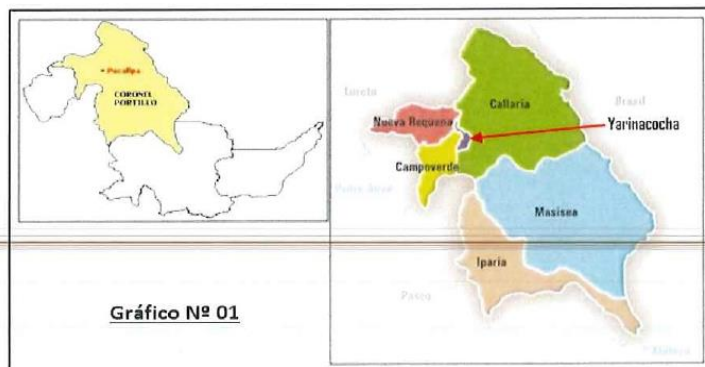 Pucallpa
CORONEL
PORTILLO
Gráfico Nº 01
Loreto
Callaria
Brasil
Nueva Requena
Yarinacocha
Campoverde
Masisea
Iparia
Pasco